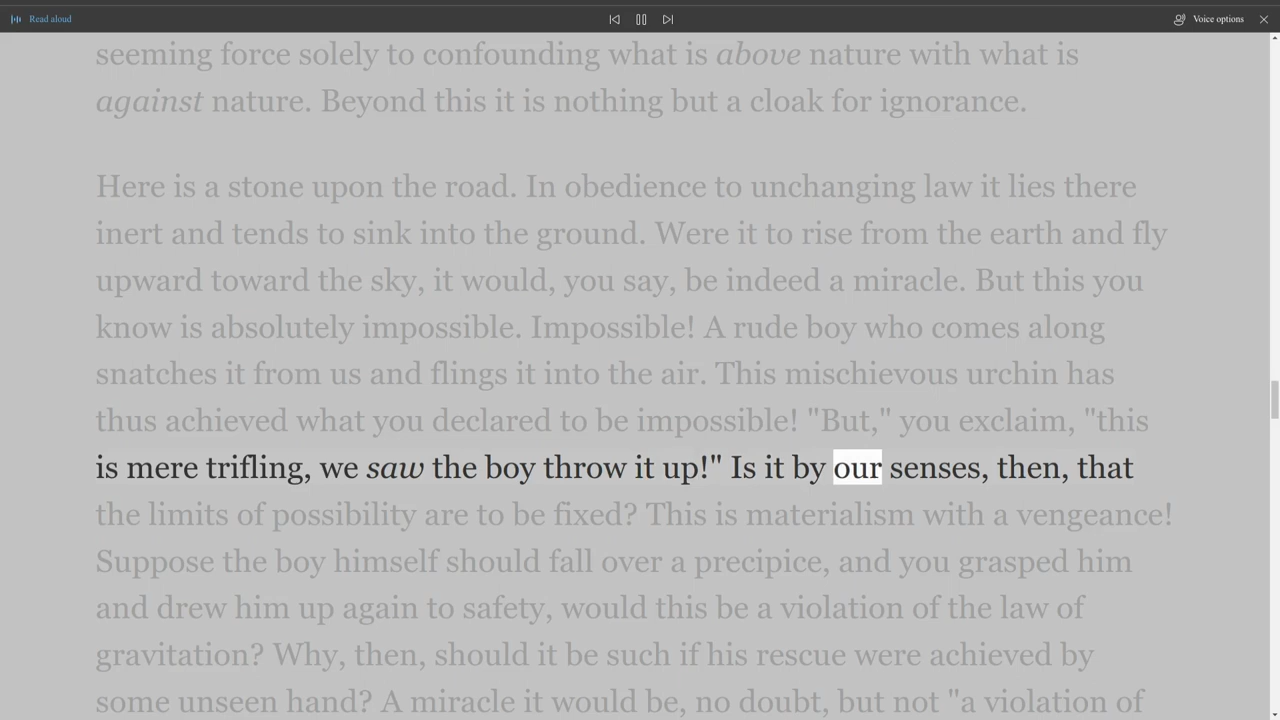 Read aloud
Voice options
seeming force solely to confounding what is above nature with what is
against nature. Beyond this it is nothing but a cloak for ignorance.
Here is a stone upon the road. In obedience to unchanging law it lies there
inert and tends to sink into the ground. Were it to rise from the earth and fly
upward toward the sky, it would, you say, be indeed a miracle. But this you
know is absolutely impossible. Impossible! A rude boy who comes along
snatches it from us and flings it into the air. This mischievous urchin has
thus achieved what you declared to be impossible! "But," you exclaim, "this
is mere trifling, we saw the boy throw it up!" Is it by our senses, then, that
the limits of possibility are to be fixed? This is materialism with a vengeance!
Suppose the boy himself should fall over a precipice, and you grasped him
and drew him up again to safety, would this be a violation of the law of
gravitation? Why, then, should it be such if his rescue were achieved by
some unseen hand? A miracle it would be, no doubt, but not "a violation of